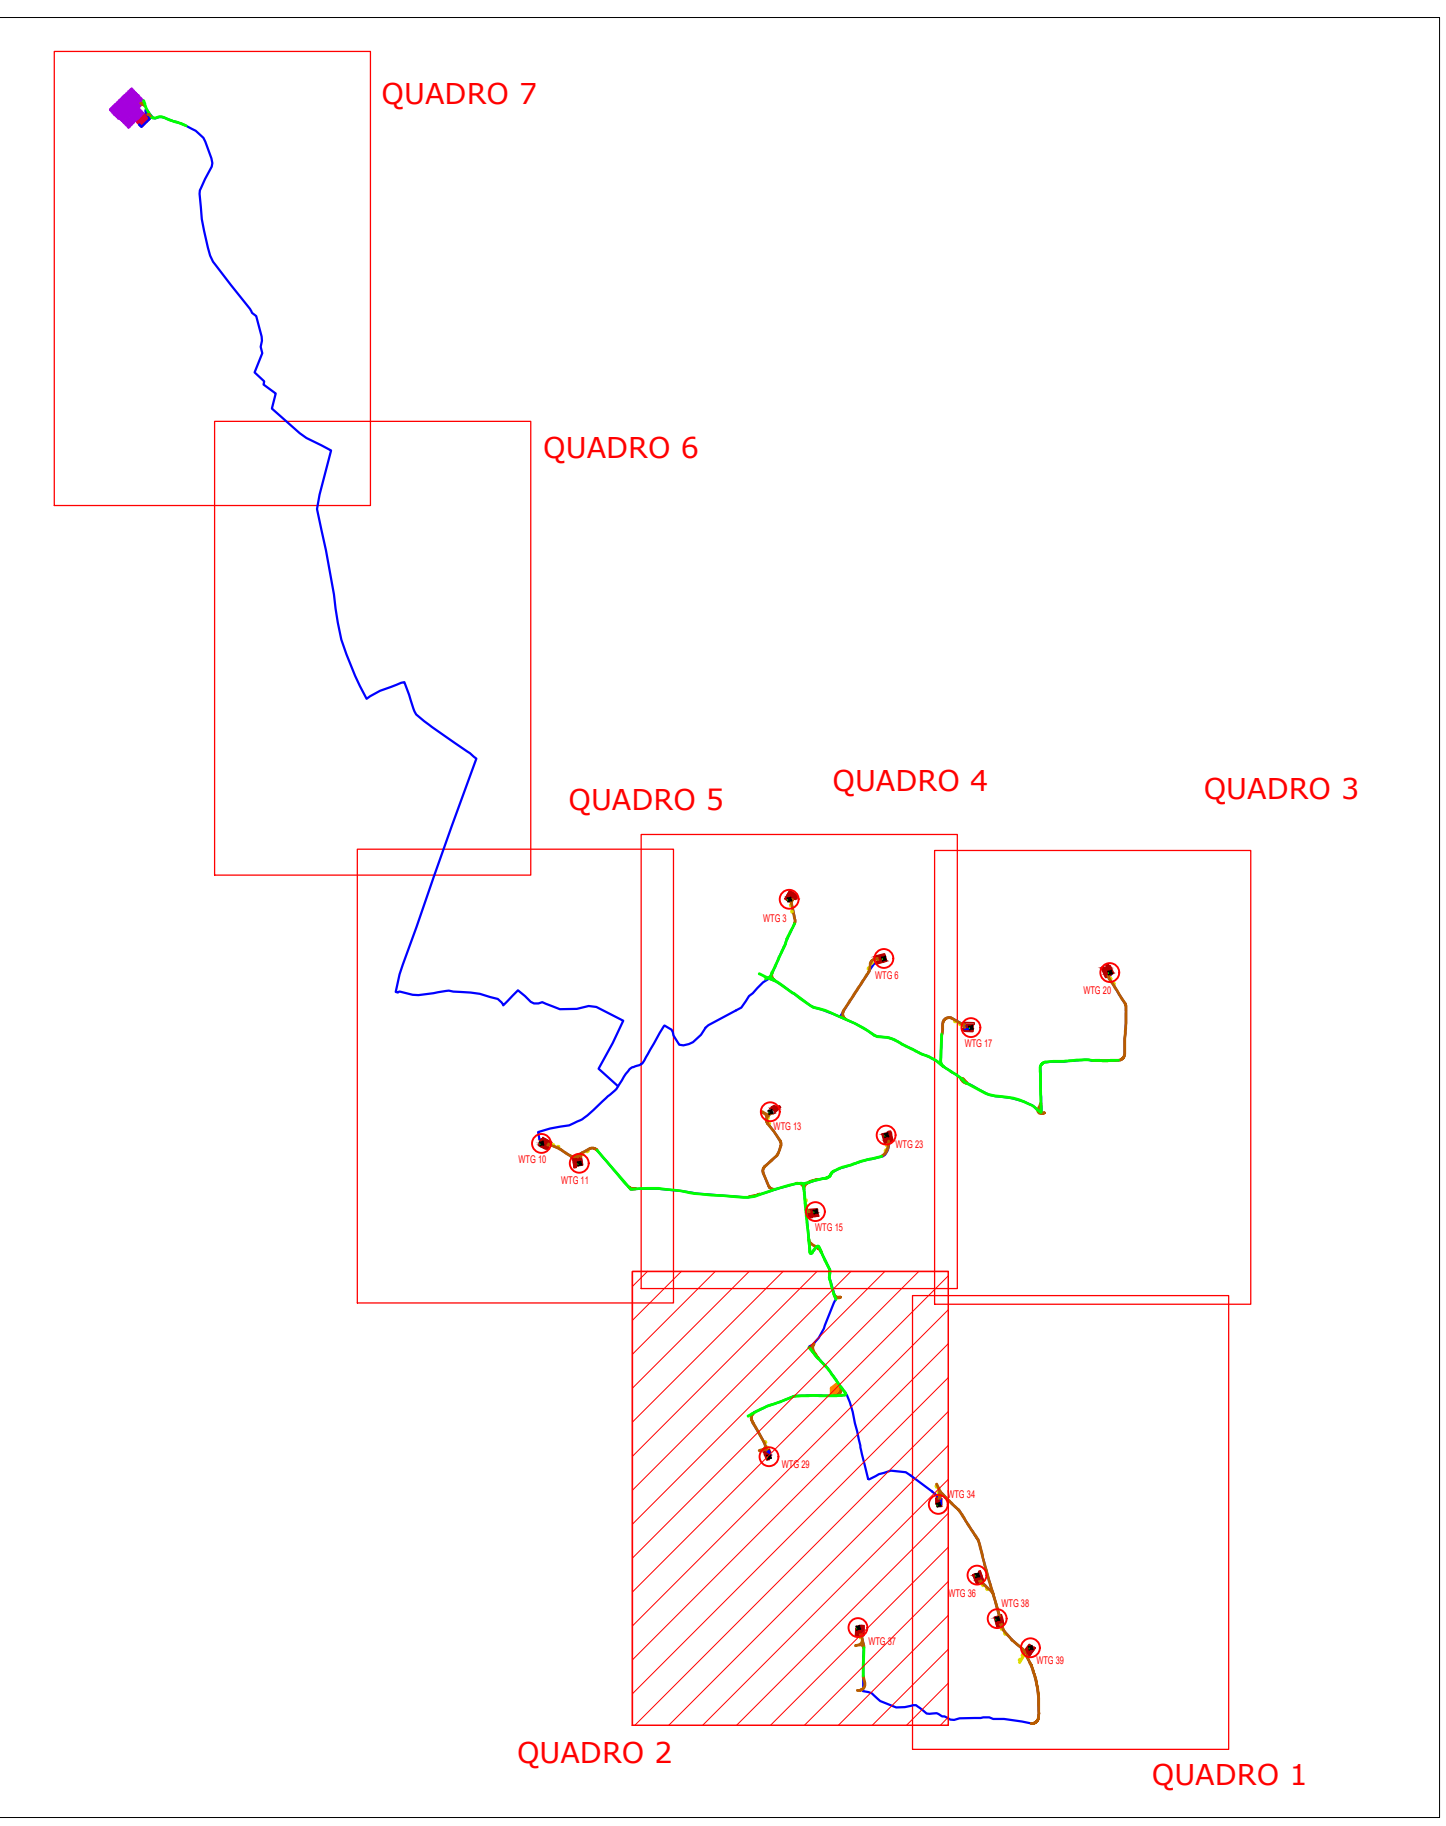 QUADRO 7
QUADRO 6
QUADRO 4
QUADRO 3
QUADRO 5
WTG 3
WTG 6
WTG 20
WTG 17
WTG 13
WTG 23
WTG 10
WTG 11
WTG 15
WTG 29
WTG 34
WTG 36
WTG 38
WTG 37
WTG 39
QUADRO 2
QUADRO 1